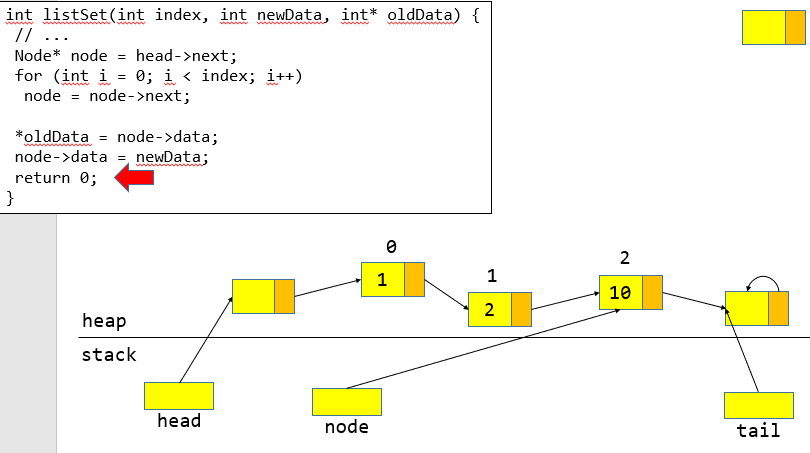 int listSet(int index, int newData, int* oldData) {
// ...
Node* node = head->next;
for (int i = 0; i < index; i++)
node = node->next;
*oldData = node->data;
node->data = newData;
return 0;
}
0
1
2
1
2
10
heap
stack
head
node
tail